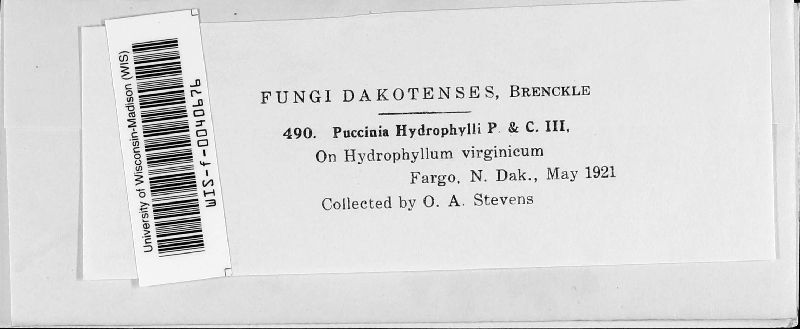 University of Wisconsin-Madison (WIS)
WIS-f-0040676
FUNGI DAKOTENSES, BRENCKLE
490. Puccinia Hydrophylli P. & C. III,
On Hydrophyllum virginicum
Fargo, N. Dak., May 1921
Collected by O. A. Stevens